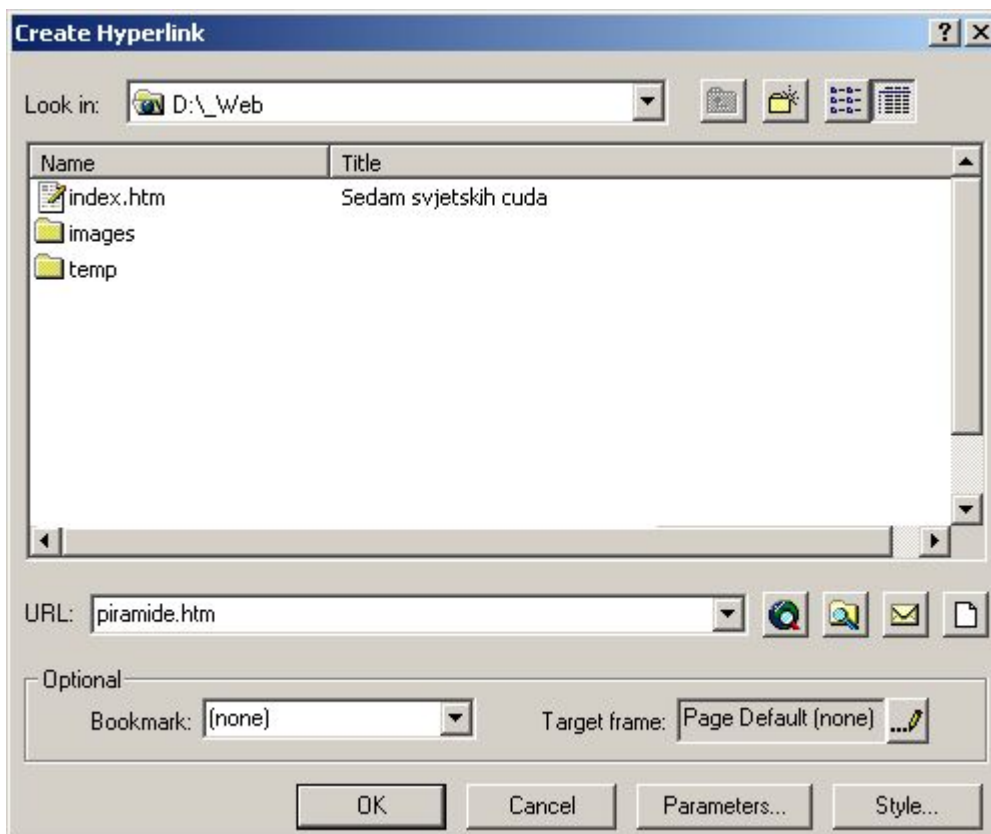 Create Hyperlink
Look in: D:\_Web
Name Title
index.htm Sedam svjetskih cuda
images
temp
URL: piramide.htm
Optional
Bookmark: (none) Target frame: Page Default (none) ...
OK Cancel Parameters... Style...